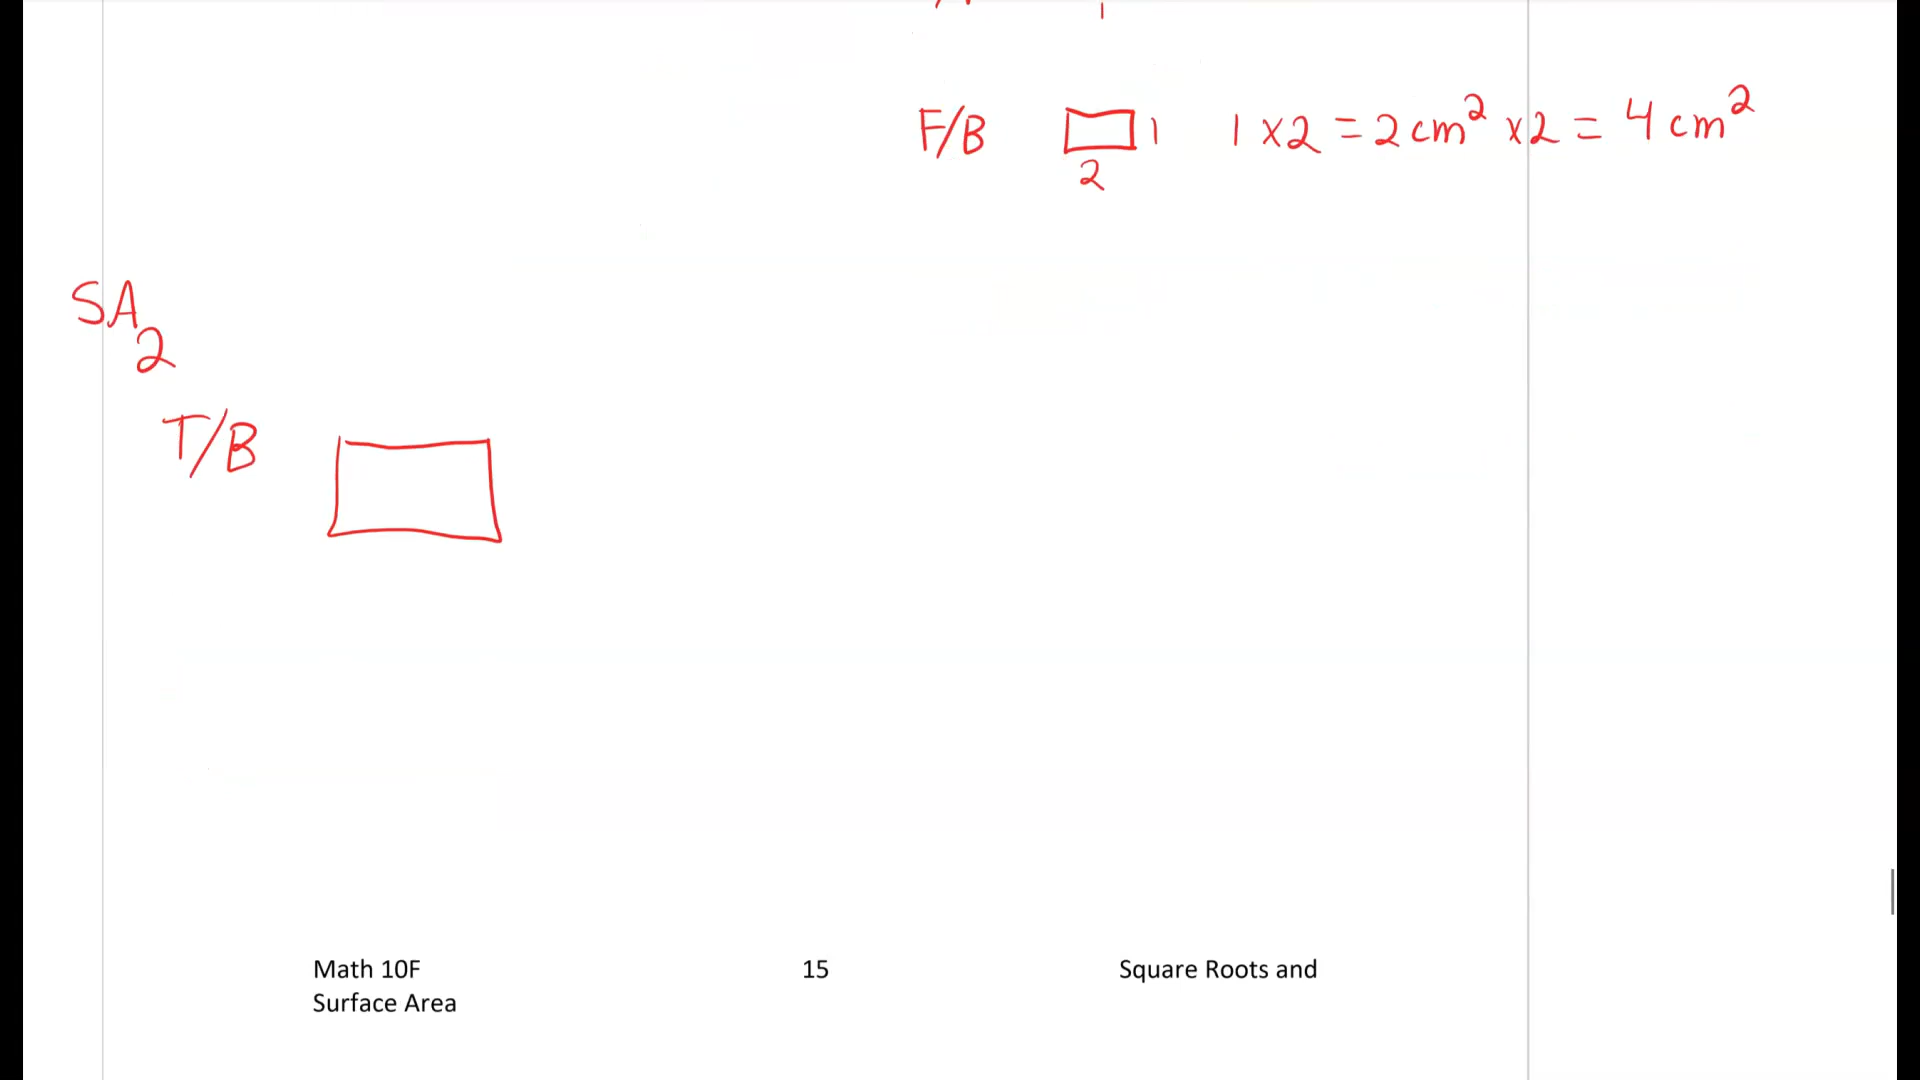 F/B 1 1 x 2 = 2 cm² x 2 = 4 cm²
2
SA₂
T/B
Math 10F 15 Square Roots and
Surface Area